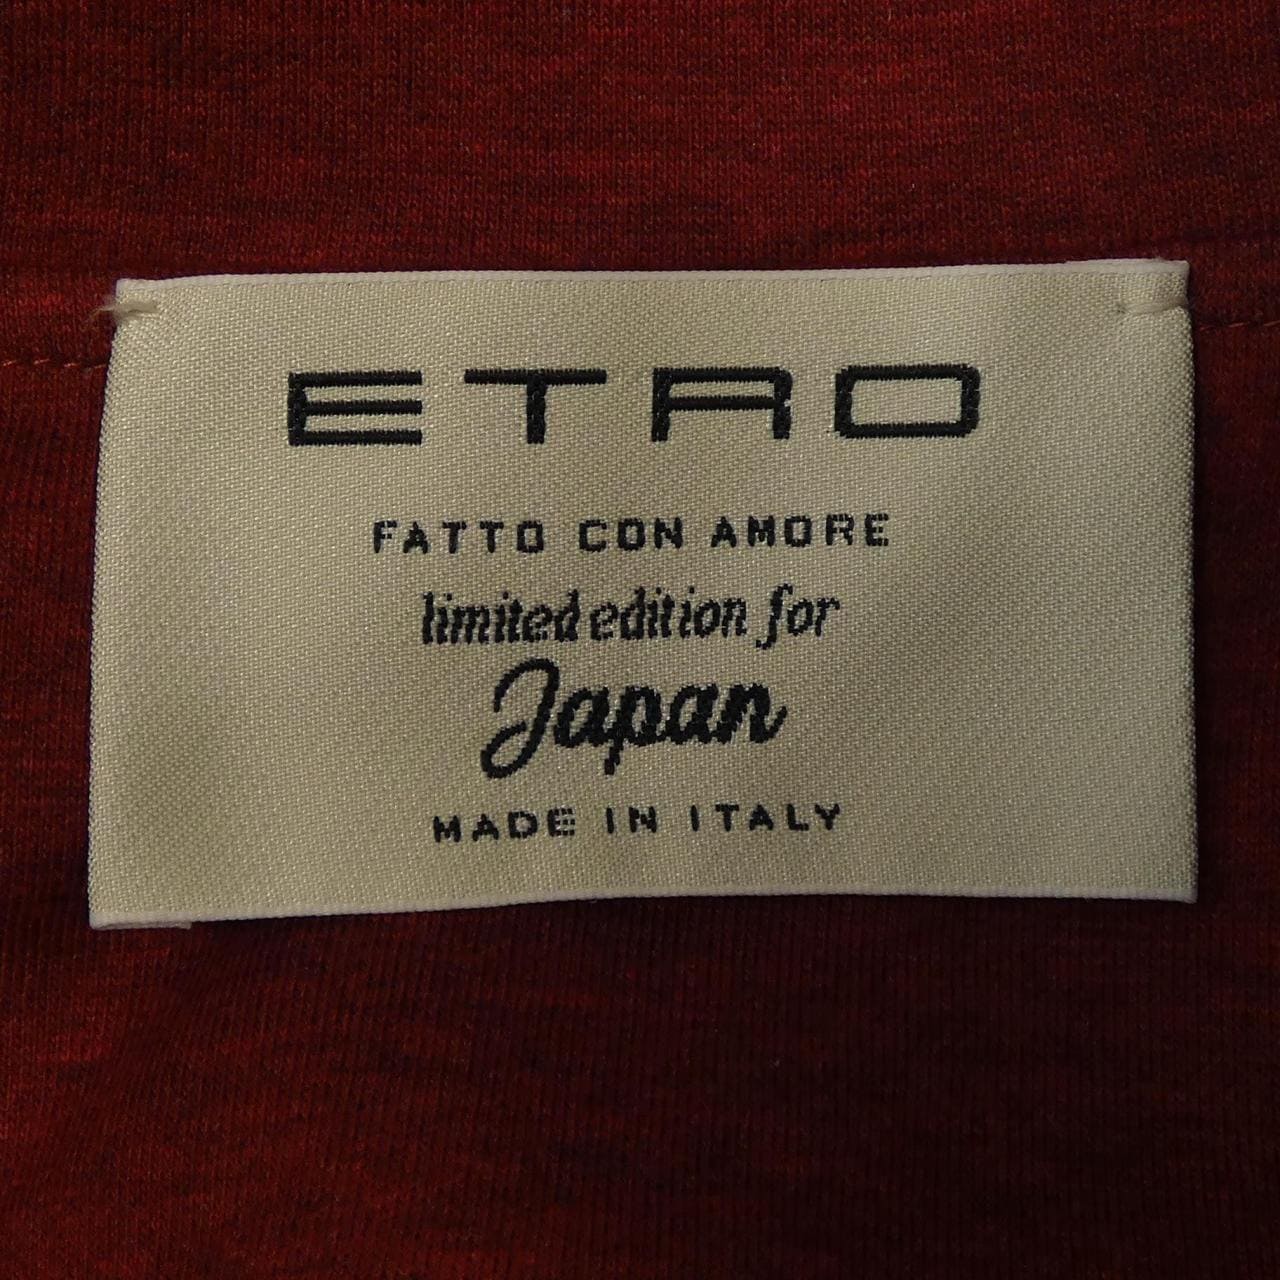 ETRO
FATTO CON AMORE
limited edition for
Japan
MADE IN ITALY